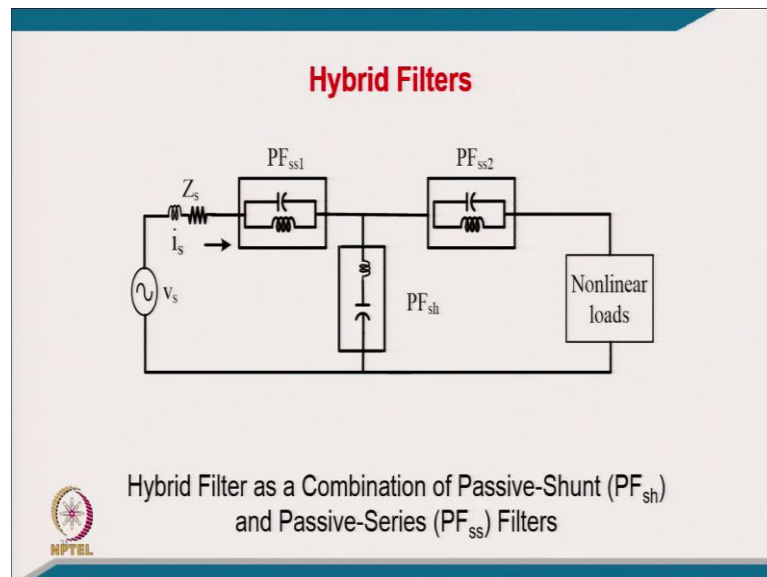 Hybrid Filters
PFss1
PFss2
Zs
is
vs
PFsh
Nonlinear
loads
Hybrid Filter as a Combination of Passive-Shunt (PFsh)
and Passive-Series (PFss) Filters
NPTEL